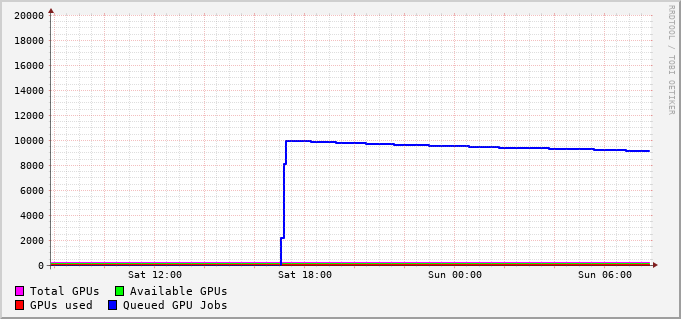 RRDTOOL / TOBI OETIKER
20000
18000
16000
14000
12000
10000
8000
6000
4000
2000
0
Sat 12:00 Sat 18:00 Sun 00:00 Sun 06:00
Total GPUs Available GPUs
GPUs used Queued GPU Jobs